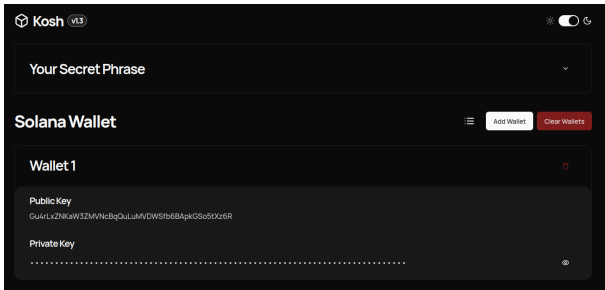 Kosh v1.3
Your Secret Phrase
Solana Wallet
Add Wallet
Clear Wallets
Wallet 1
Public Key
Gu4rLxZNKaW3ZMVNcBqQuLuMVDWSfb6BApkGSo5tXz6R
Private Key